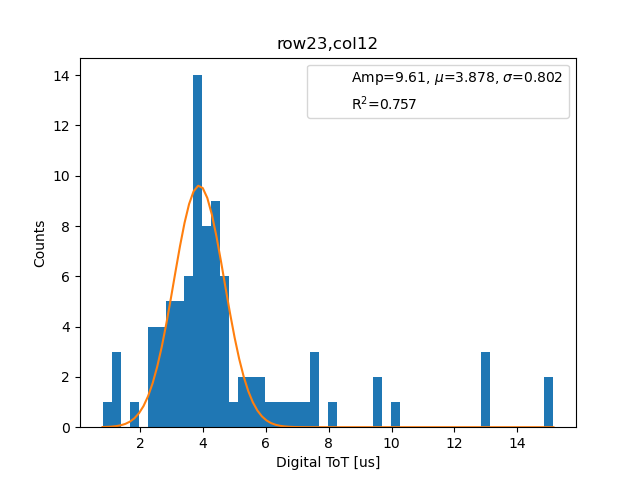 row23,col12
Amp=9.61, μ=3.878, σ=0.802
R²=0.757
Counts
14
12
10
8
6
4
2
0
2 4 6 8 10 12 14
Digital ToT [us]